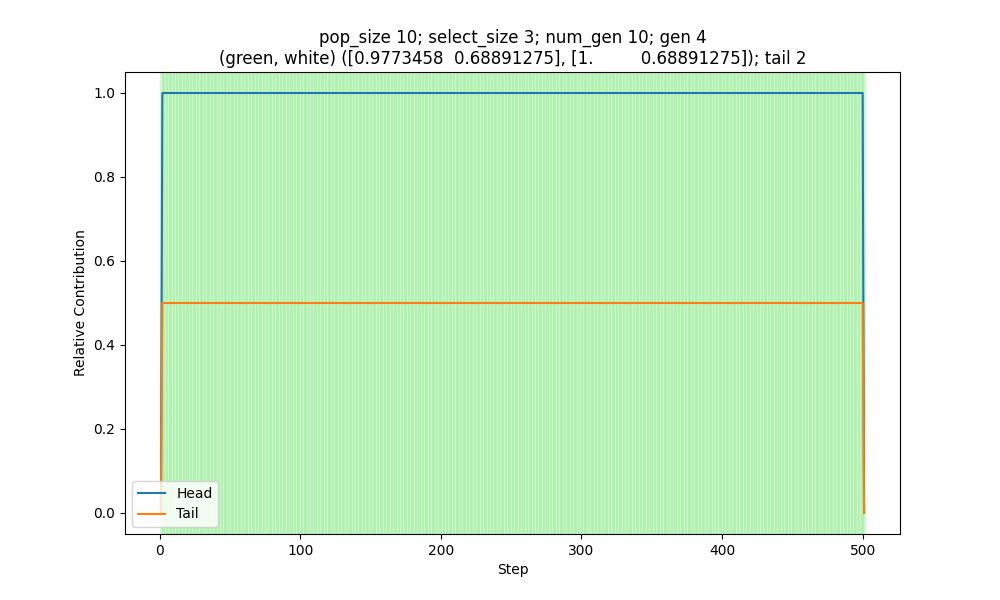 pop_size 10; select_size 3; num_gen 10; gen 4
(green, white) ([0.9773458  0.68891275], [1.         0.68891275]); tail 2
1.0
0.8
0.6
0.4
0.2
0.0
Relative Contribution
Head
Tail
0 100 200 300 400 500
Step